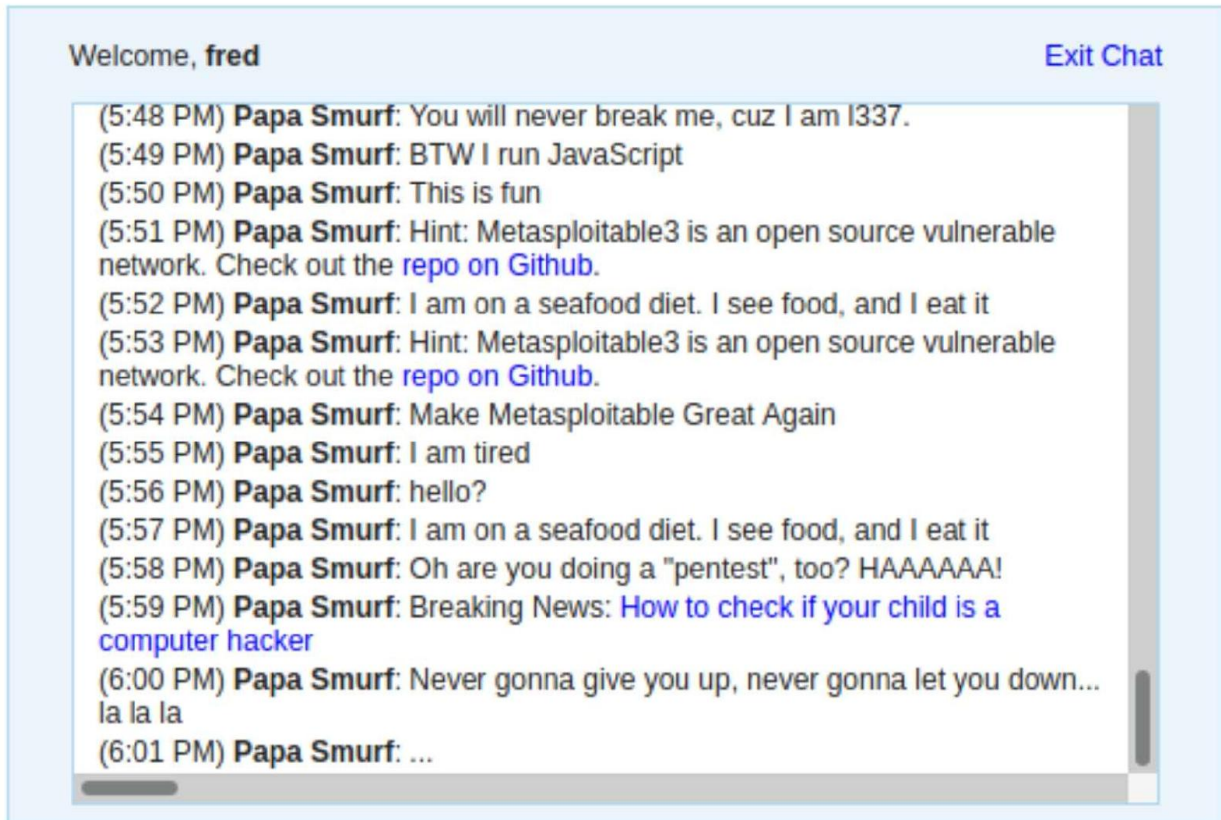 Welcome, fred
Exit Chat
(5:48 PM) Papa Smurf: You will never break me, cuz I am l337.
(5:49 PM) Papa Smurf: BTW I run JavaScript
(5:50 PM) Papa Smurf: This is fun
(5:51 PM) Papa Smurf: Hint: Metasploitable3 is an open source vulnerable
network. Check out the repo on Github.
(5:52 PM) Papa Smurf: I am on a seafood diet. I see food, and I eat it
(5:53 PM) Papa Smurf: Hint: Metasploitable3 is an open source vulnerable
network. Check out the repo on Github.
(5:54 PM) Papa Smurf: Make Metasploitable Great Again
(5:55 PM) Papa Smurf: I am tired
(5:56 PM) Papa Smurf: hello?
(5:57 PM) Papa Smurf: I am on a seafood diet. I see food, and I eat it
(5:58 PM) Papa Smurf: Oh are you doing a "pentest", too? HAAAAAA!
(5:59 PM) Papa Smurf: Breaking News: How to check if your child is a
computer hacker
(6:00 PM) Papa Smurf: Never gonna give you up, never gonna let you down...
la la la
(6:01 PM) Papa Smurf: ...